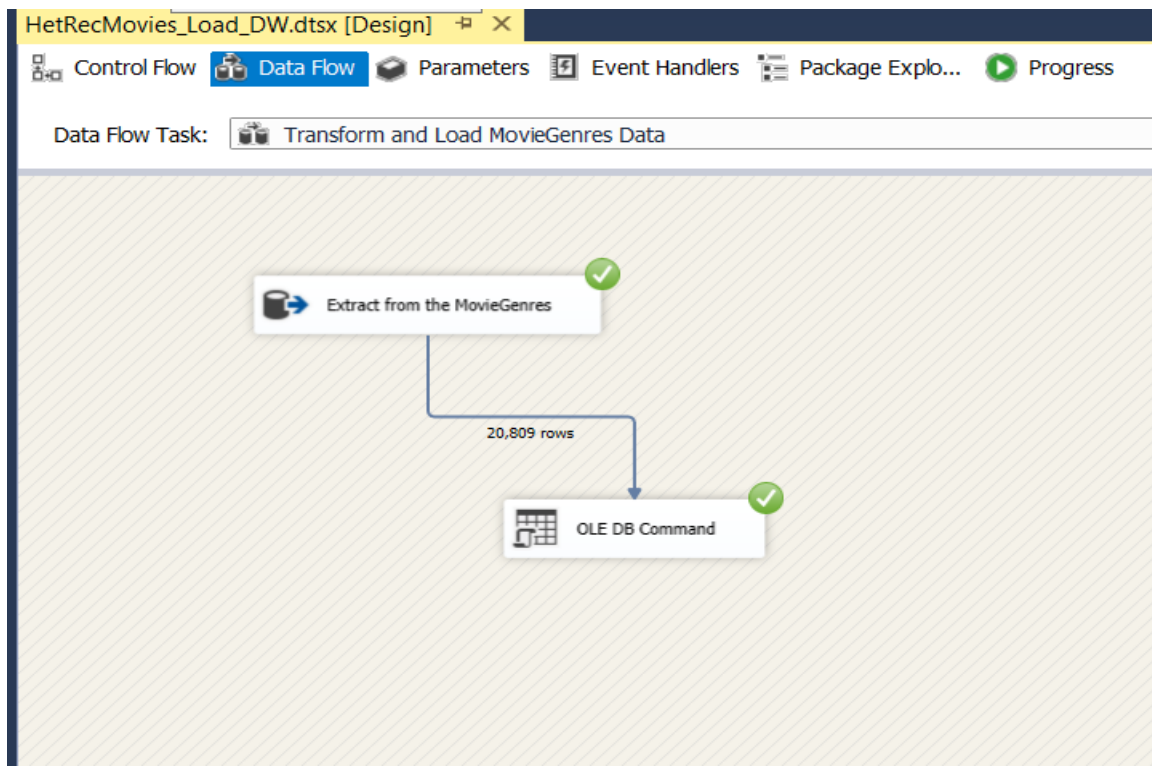 HetRecMovies_Load_DW.dtsx [Design]
Control Flow Data Flow Parameters Event Handlers Package Explo... Progress
Data Flow Task: Transform and Load MovieGenres Data
Extract from the MovieGenres
20,809 rows
OLE DB Command